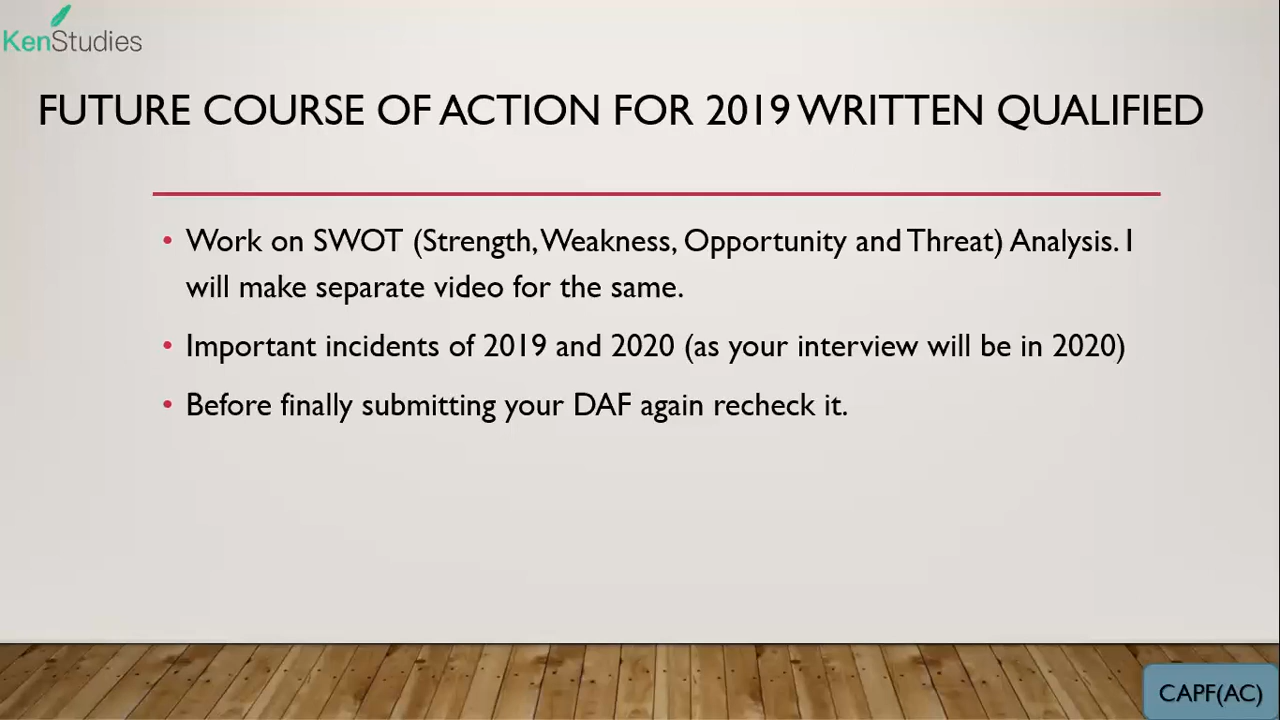 KenStudies
FUTURE COURSE OF ACTION FOR 2019 WRITTEN QUALIFIED
• Work on SWOT (Strength, Weakness, Opportunity and Threat) Analysis. I
will make separate video for the same.
• Important incidents of 2019 and 2020 (as your interview will be in 2020)
• Before finally submitting your DAF again recheck it.
CAPF(AC)